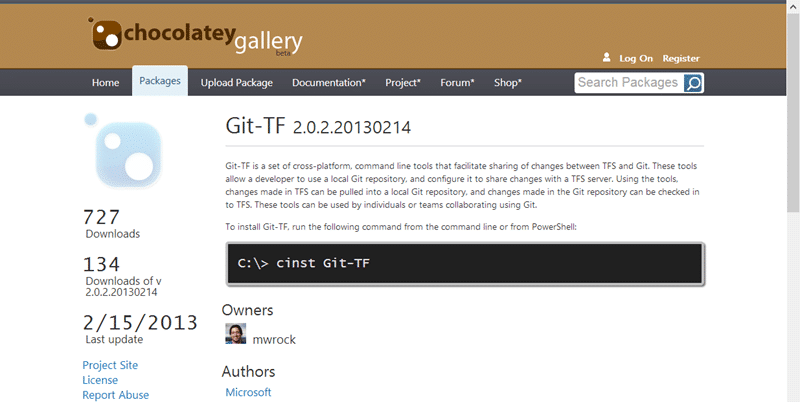 chocolatey
gallery
beta
Log On Register
Home Packages Upload Package Documentation* Project* Forum* Shop* Search Packages
Git-TF 2.0.2.20130214
Git-TF is a set of cross-platform, command line tools that facilitate sharing of changes between TFS and Git. These tools
allow a developer to use a local Git repository, and configure it to share changes with a TFS server. Using the tools,
changes made in TFS can be pulled into a local Git repository, and changes made in the Git repository can be checked in
to TFS. These tools can be used by individuals or teams collaborating using Git.
To install Git-TF, run the following command from the command line or from PowerShell:
C:\> cinst Git-TF
727
Downloads
134
Downloads of v
2.0.2.20130214
2/15/2013
Last update
Project Site
License
Report Abuse
Owners
mwrock
Authors
Microsoft